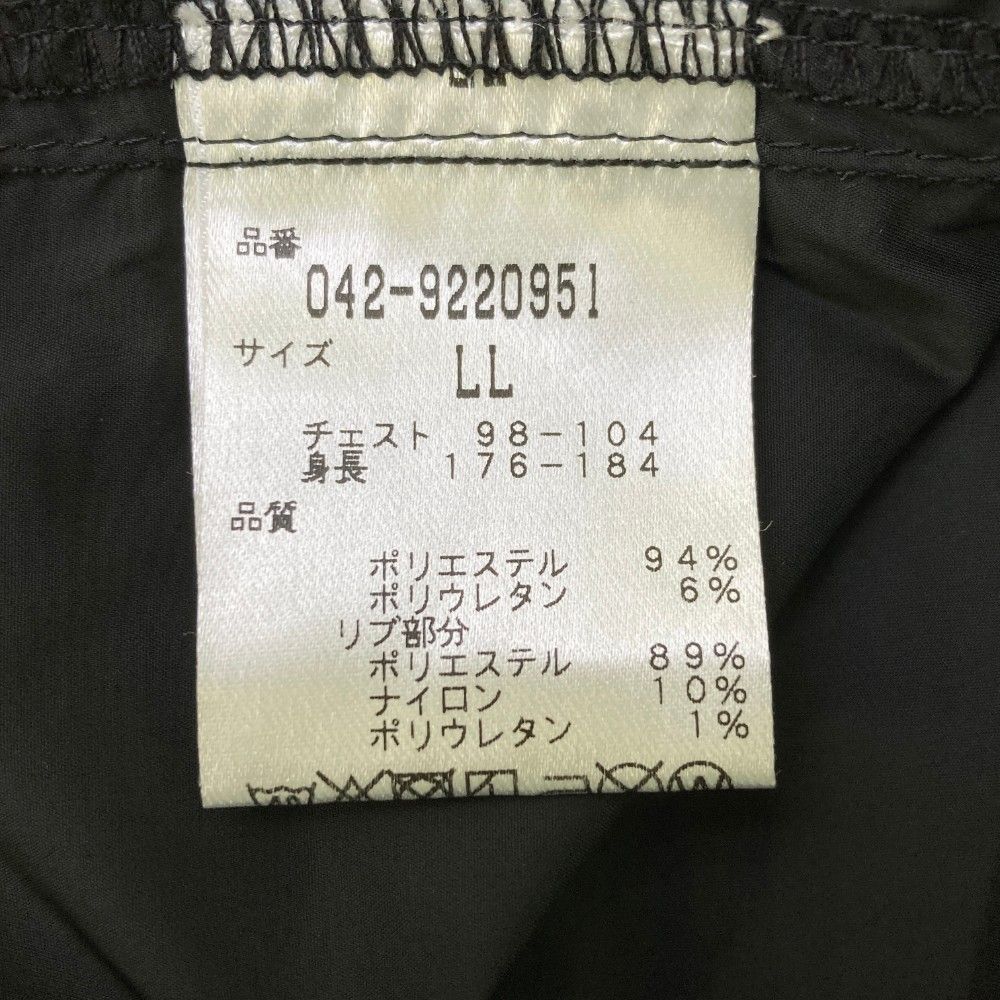 品番
042-9220951
サイズ
LL
チェスト 98-104
身長 176-184
品質
ポリエステル 94%
ポリウレタン 6%
リブ部分
ポリエステル 89%
ナイロン 10%
ポリウレタン 1%